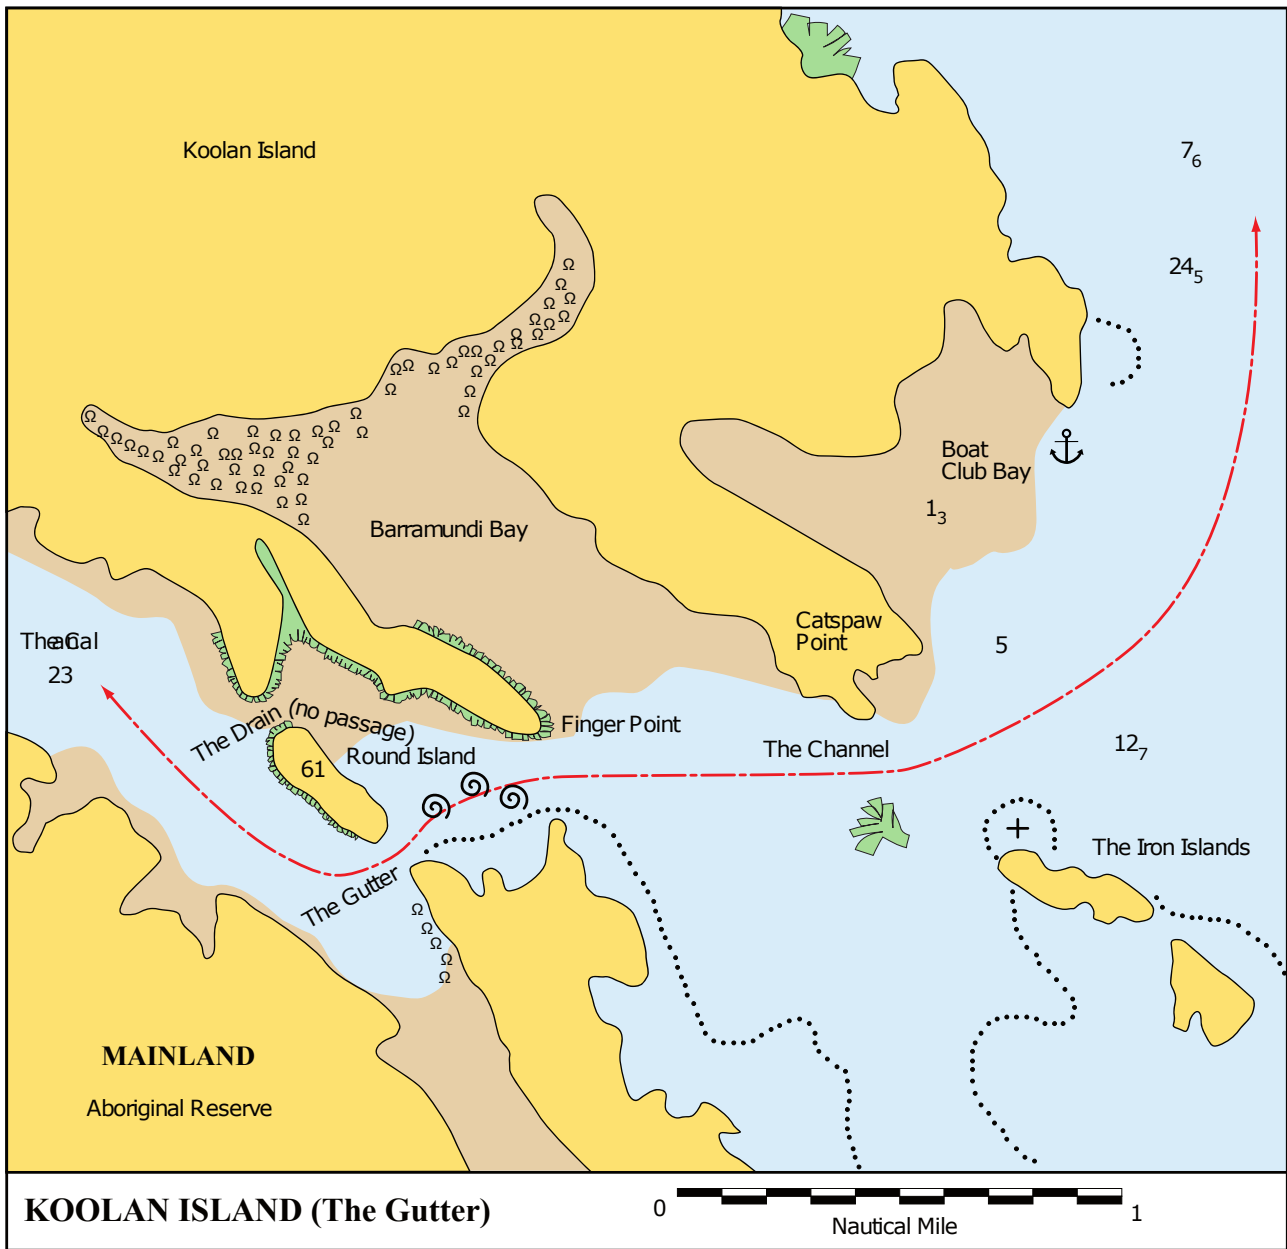 Koolan Island
7₆
24₅
Boat
Club Bay
1₃
Barramundi Bay
Catspaw
Point
5
23
The Drain (no passage)
Finger Point
The Channel
12₇
Round Island
61
The Iron Islands
The Gutter
MAINLAND
Aboriginal Reserve
KOOLAN ISLAND (The Gutter)
0
1
Nautical Mile